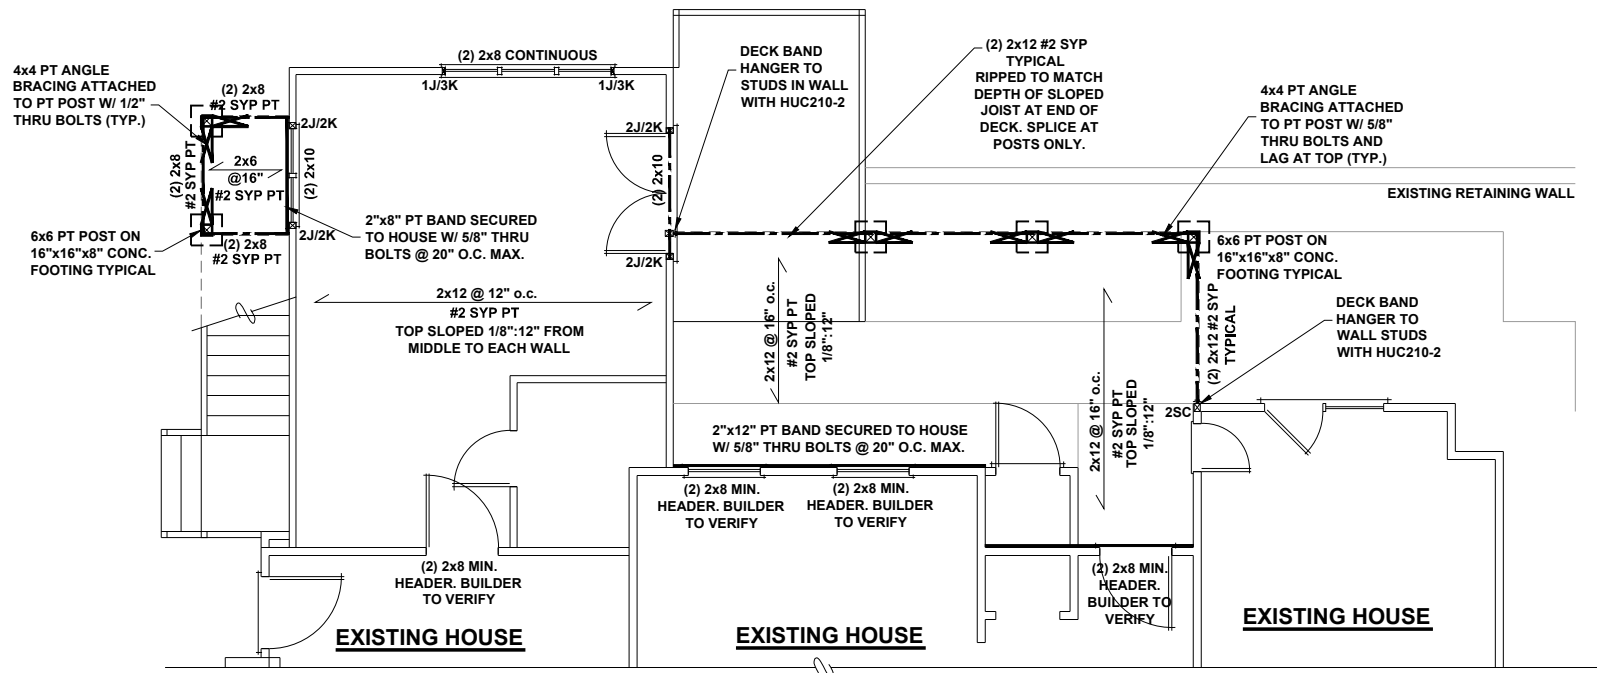 (2) 2x8 CONTINUOUS
1J/3K
1J/3K
4x4 PT ANGLE
BRACING ATTACHED
TO PT POST W/ 1/2"
THRU BOLTS (TYP.)
(2) 2x8
#2 SYP PT
2J/2K
(2) 2x8
#2 SYP PT
2x6
@16"
#2 SYP PT
(2) 2x10
2J/2K
(2) 2x8
#2 SYP PT
6x6 PT POST ON
16"x16"x8" CONC.
FOOTING TYPICAL
2"x8" PT BAND SECURED
TO HOUSE W/ 5/8" THRU
BOLTS @ 20" O.C. MAX.
2J/2K
(2) 2x10
2J/2K
DECK BAND
HANGER TO
STUDS IN WALL
WITH HUC210-2
(2) 2x12 #2 SYP
TYPICAL
RIPPED TO MATCH
DEPTH OF SLOPED
JOIST AT END OF
DECK. SPLICE AT
POSTS ONLY.
4x4 PT ANGLE
BRACING ATTACHED
TO PT POST W/ 5/8"
THRU BOLTS AND
LAG AT TOP (TYP.)
EXISTING RETAINING WALL
6x6 PT POST ON
16"x16"x8" CONC.
FOOTING TYPICAL
2x12 @ 12" o.c.
#2 SYP PT
TOP SLOPED 1/8":12" FROM
MIDDLE TO EACH WALL
2x12 @ 16" o.c.
#2 SYP PT
TOP SLOPED
1/8":12"
(2) 2x12 #2 SYP
TYPICAL
DECK BAND
HANGER TO
WALL STUDS
WITH HUC210-2
2x12 @ 16" o.c.
#2 SYP PT
TOP SLOPED
1/8":12"
2SC
2"x12" PT BAND SECURED TO HOUSE
W/ 5/8" THRU BOLTS @ 20" O.C. MAX.
(2) 2x8 MIN.
HEADER. BUILDER
TO VERIFY
(2) 2x8 MIN.
HEADER. BUILDER
TO VERIFY
(2) 2x8 MIN.
HEADER. BUILDER
TO VERIFY
(2) 2x8 MIN.
HEADER.
BUILDER TO
VERIFY
EXISTING HOUSE
EXISTING HOUSE
EXISTING HOUSE